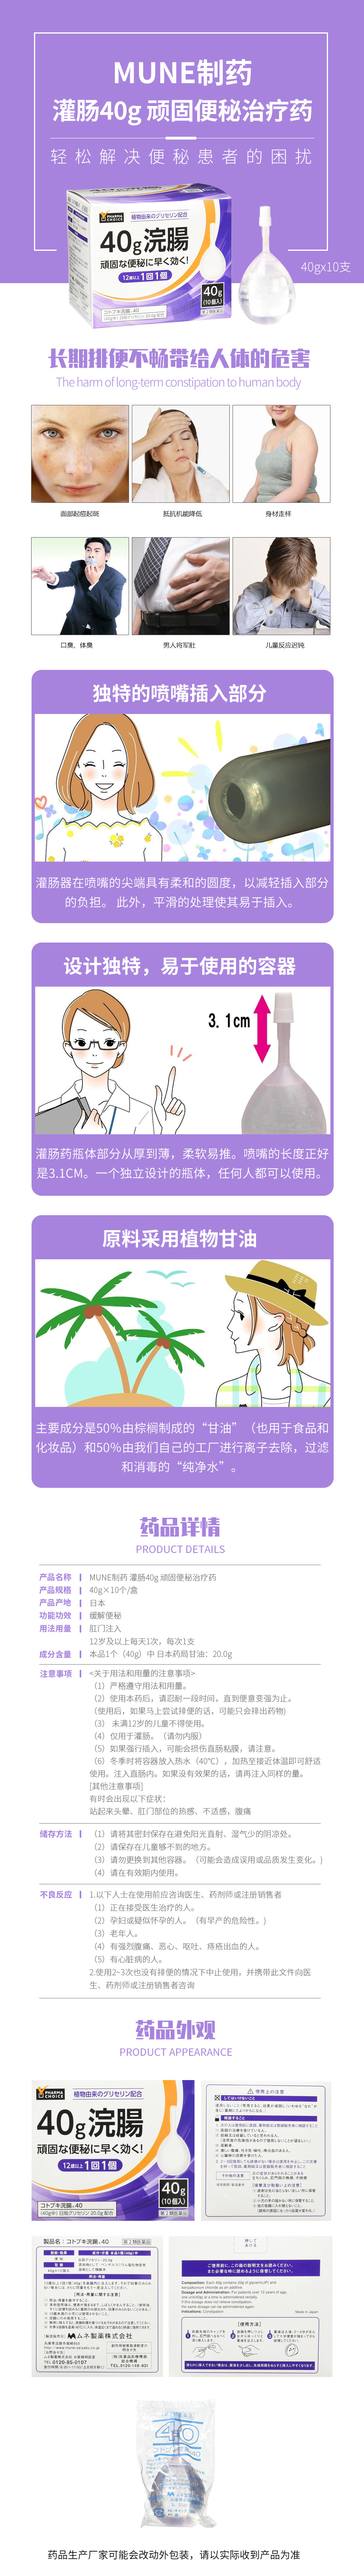 MUNE制药
灌肠40g 顽固便秘治疗药
轻松解决便秘患者的困扰
PHARMA CHOICE
植物由来のグリセリン配合
40g浣腸
頑固な便秘に早く効く!
12歳以上 1回1個
40g
(10個入)
コトブキ浣腸40
第2類医薬品
40gx10支
长期排便不畅带给人体的危害
The harm of long-term constipation to human body
面部起痘起斑
抵抗机能降低
身材走样
口臭、体臭
男人将军肚
儿童反应迟钝
独特的喷嘴插入部分
灌肠器在喷嘴的尖端具有柔和的圆度，以减轻插入部分
的负担。 此外，平滑的处理使其易于插入。
设计独特，易于使用的容器
3. 1cm
灌肠药瓶体部分从厚到薄，柔软易推。喷嘴的长度正好
是3.1CM。一个独立设计的瓶体，任何人都可以使用。
原料采用植物甘油
主要成分是50%由棕榈制成的“甘油”（也用于食品和
化妆品）和50%由我们自己的工厂进行离子去除，过滤
和消毒的“纯净水”。
药品详情
PRODUCT DETAILS
产品名称 MUNE制药 灌肠40g 顽固便秘治疗药
产品规格 40g×10个/盒
产品产地 日本
功能功效 缓解便秘
用法用量 肛门注入
12岁及以上每天1次，每次1支
成分含量 本品1个（40g）中 日本药局甘油：20.0g
注意事项 <关于用法和用量的注意事项>
（1）严格遵守用法和用量。
（2）使用本药后，请忍耐一段时间，直到便意变强为止。
（使用后，如果马上尝试排便的话，可能只会排出药物)
（3） 未满12岁的儿童不得使用。
（4）仅用于灌肠。（请勿内服）
（5）如果强行插入，可能会损伤直肠粘膜，请注意。
（6）冬季时将容器放入热水（40℃），加热至接近体温即可舒适
使用。注入直肠内。如果没有效果的话，请再注入同样的量。
[其他注意事项]
有时会出现以下症状:
站起来头晕、肛门部位的热感、不适感，腹痛
储存方法 （1）请将其密封保存在避免阳光直射、湿气少的阴凉处。
（2）请保存在儿童够不到的地方。
（3）请勿更换到其他容器。（可能会造成误用或品质发生变化。)
（4）请在有效期内使用。
不良反应 1.以下人士在使用前应咨询医生、药剂师或注册销售者
（1）正在接受医生治疗的人。
（2）孕妇或疑似怀孕的人。（有早产的危险性。)
（3）老年人。
（4）有强烈腹痛、恶心、呕吐、痔疮出血的人。
（5）有心脏病的人。
2.使用2~3次也没有排便的情况下中止使用，并携带此文件向医
生、药剂师或注册销售者咨询
药品外观
PRODUCT APPEARANCE
PHARMA CHOICE
植物由来のグリセリン配合
40g浣腸
頑固な便秘に早く効く!
12歳以上 1回1個
40g
(10個入)
コトブキ浣腸40
第2類医薬品
使用上の注意
してはいけないこと
相談すること
製品名：コトブキ浣腸40
第2類医薬品
ムネ製薬株式会社
TEL.0120-85-0107
押して
あける
Indications: Constipation
Made in Japan
[使用方法]
40
药品生产厂家可能会改动外包装，请以实际收到产品为准